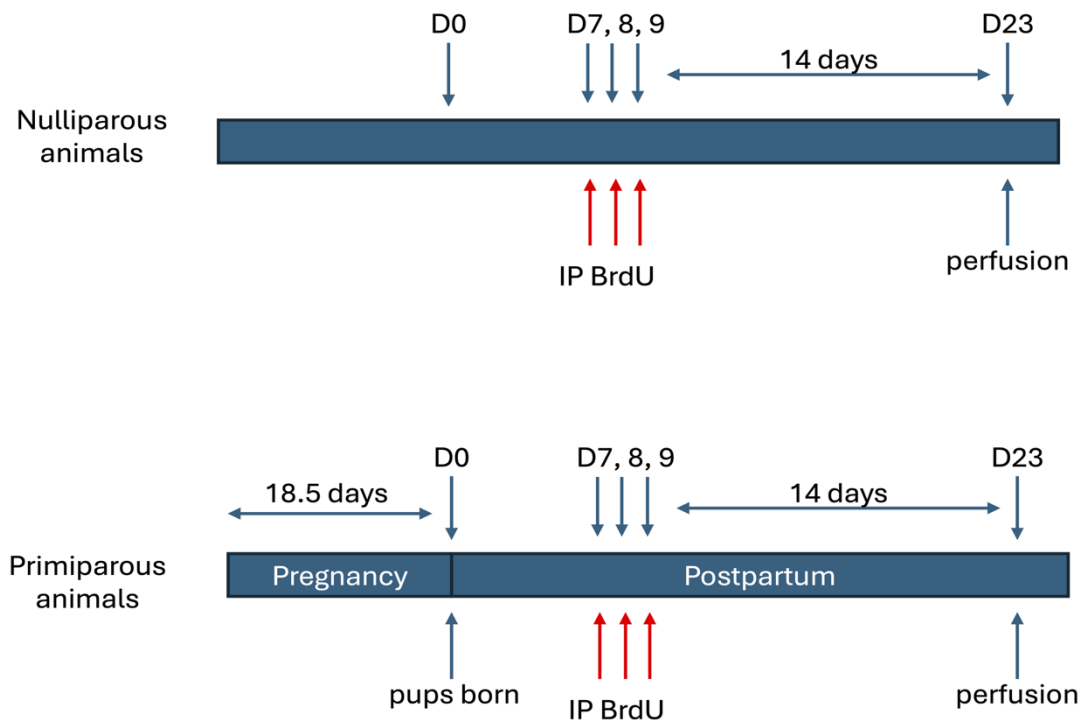 D0
D7, 8, 9
D23
14 days
Nulliparous
animals
IP BrdU
perfusion
D0
D7, 8, 9
D23
18.5 days
14 days
Primiparous
animals
Pregnancy
Postpartum
pups born
IP BrdU
perfusion